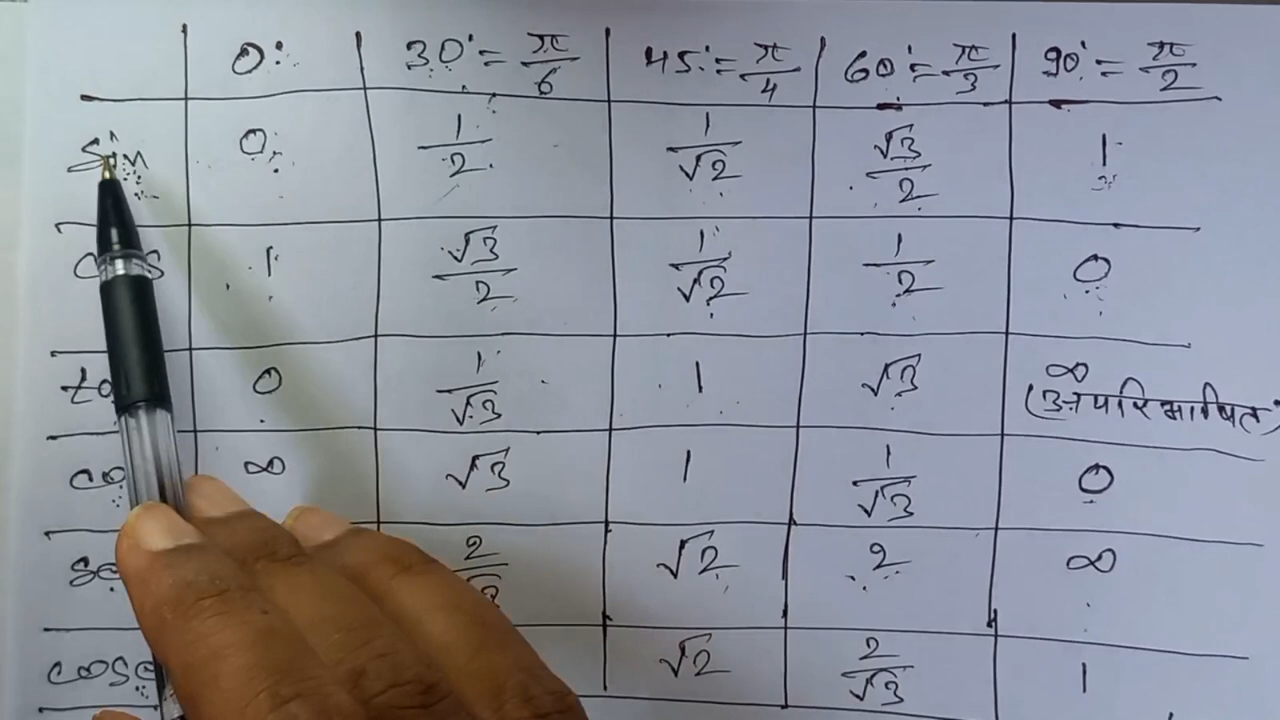 0° 30° = π/6 45° = π/4 60° = π/3 90° = π/2
Sin 0 1/2 1/√2 √3/2 1
1 √3/2 1/√2 1/2 0
0 1/√3 1 √3 ∞
(अपरिभाषित)
∞ √3 1 1/√3 0
√2 2 ∞
√2 2/√3 1